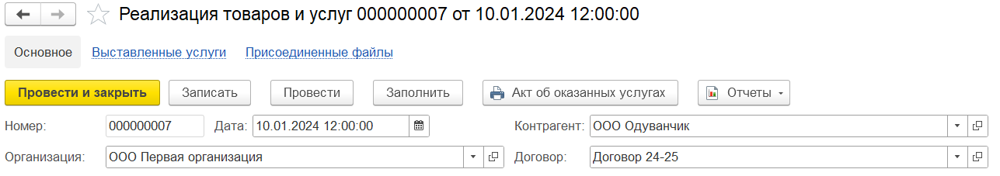 Реализация товаров и услуг 000000007 от 10.01.2024 12:00:00
Основное Выставленные услуги Присоединенные файлы
Провести и закрыть Записать Провести Заполнить Акт об оказанных услугах Отчеты
Номер: 000000007 Дата: 10.01.2024 12:00:00 Контрагент: ООО Одуванчик
Организация: ООО Первая организация Договор: Договор 24-25